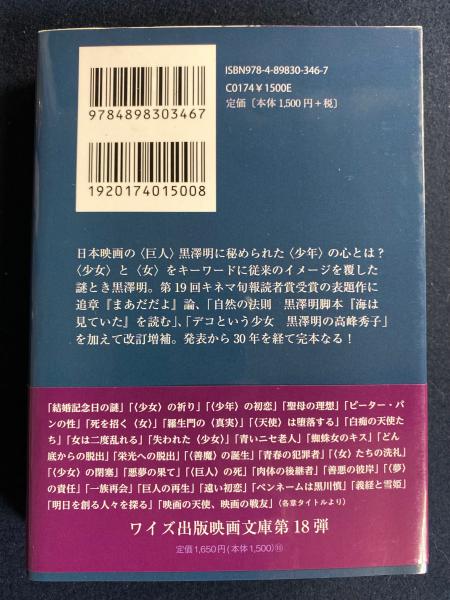 ISBN978-4-89830-346-7
C0174 ¥1500E
定価〔本体1,500円+税〕
9784898303467
1920174015008
日本映画の〈巨人〉黒澤明に秘められた〈少年〉の心とは？
〈少女〉と〈女〉をキーワードに従来のイメージを覆した
謎とき黒澤明。第19回キネマ旬報読者賞受賞の表題作に
追章『まあだだよ』論、「自然の法則　黒澤明脚本『海は
見ていた』を読む」、「デコという少女　黒澤明の高峰秀子」
を加えて改訂増補。発表から30年を経て完本なる！
「結婚記念日の謎」「〈少女〉の祈り」「〈少年〉の初恋」「聖母の理想」「ピーター・パ
ンの性」「死を招く〈女〉」「羅生門の〈真実〉」「〈天使〉は堕落する」「白痴の天使た
ち」「女は二度乱れる」「失われた〈少女〉」「青いニセ老人」「蜘蛛女のキス」「どん
底からの脱出」「栄光への脱出」「〈善魔〉の誕生」「青春の犯罪者」「〈女〉たちの洗礼」
「〈少女〉の閉塞」「悪夢の果て」「〈巨人〉の死」「肉体の後継者」「善悪の彼岸」「〈夢〉
の責任」「一族再会」「巨人の再生」「遠い初恋」「ペンネームは黒川慎」「義経と雪姫」
「明日を創る人々を探る」「映画の天使、映画の戦友」（各章タイトルより）
ワイズ出版映画文庫第18弾
定価1,650円(本体1,500)⑩